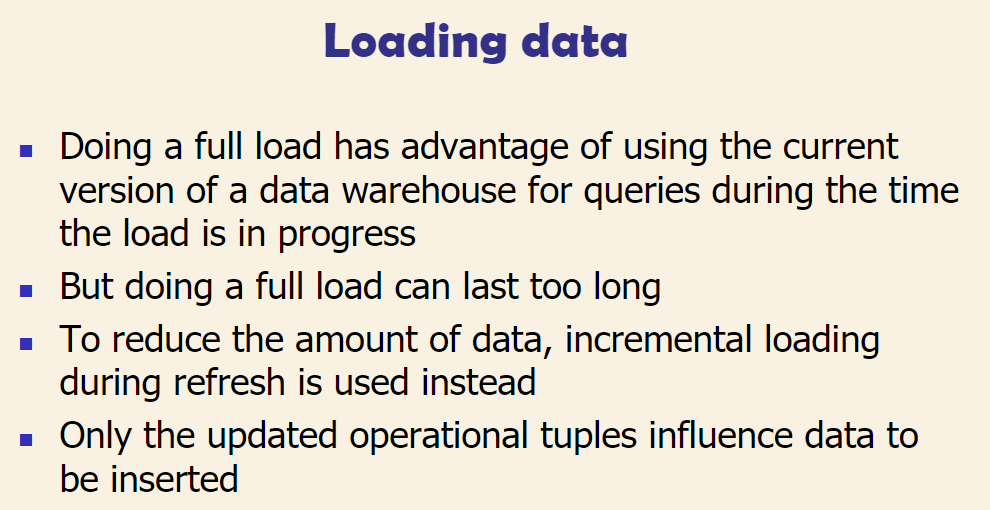 Loading data
Doing a full load has advantage of using the current
version of a data warehouse for queries during the time
the load is in progress
But doing a full load can last too long
To reduce the amount of data, incremental loading
during refresh is used instead
Only the updated operational tuples influence data to
be inserted